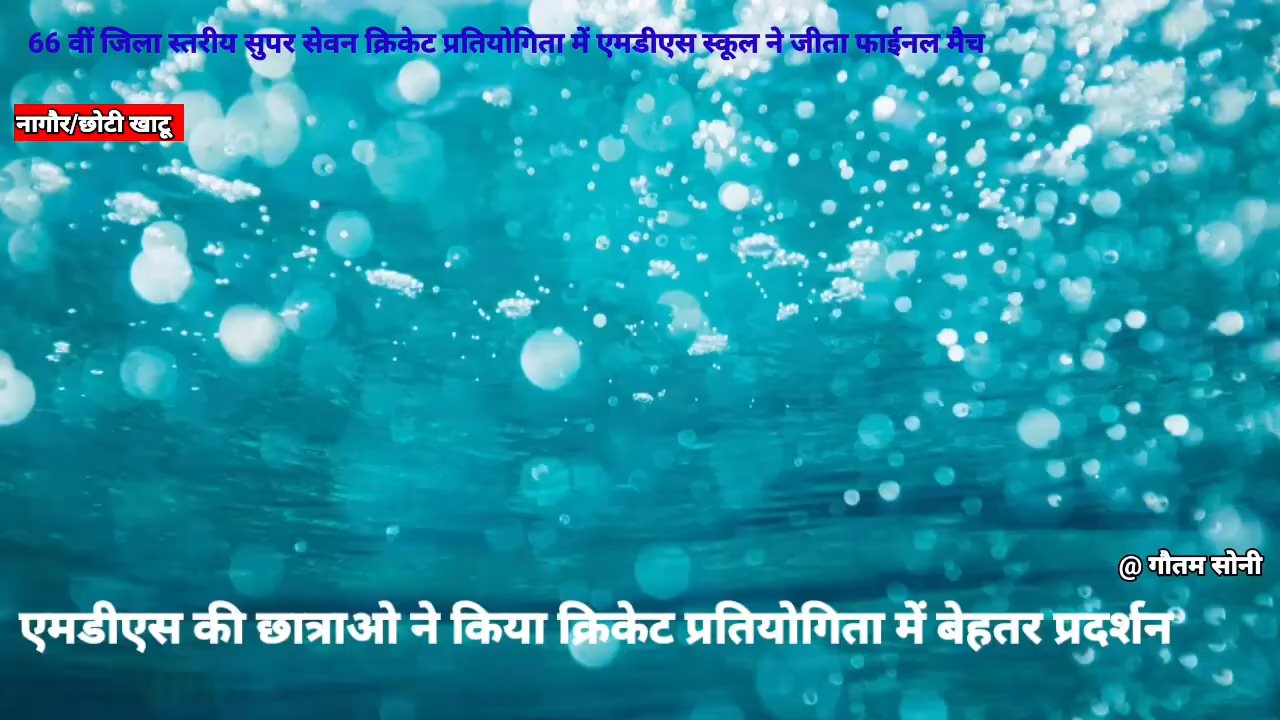 66 वीं जिला स्तरीय सुपर सेवन क्रिकेट प्रतियोगिता में एमडीएस स्कूल ने जीता फाईनल मैच
नागौर/छोटी खाटू
@ गौतम सोनी
एमडीएस की छात्राओ ने किया क्रिकेट प्रतियोगिता में बेहतर प्रदर्शन